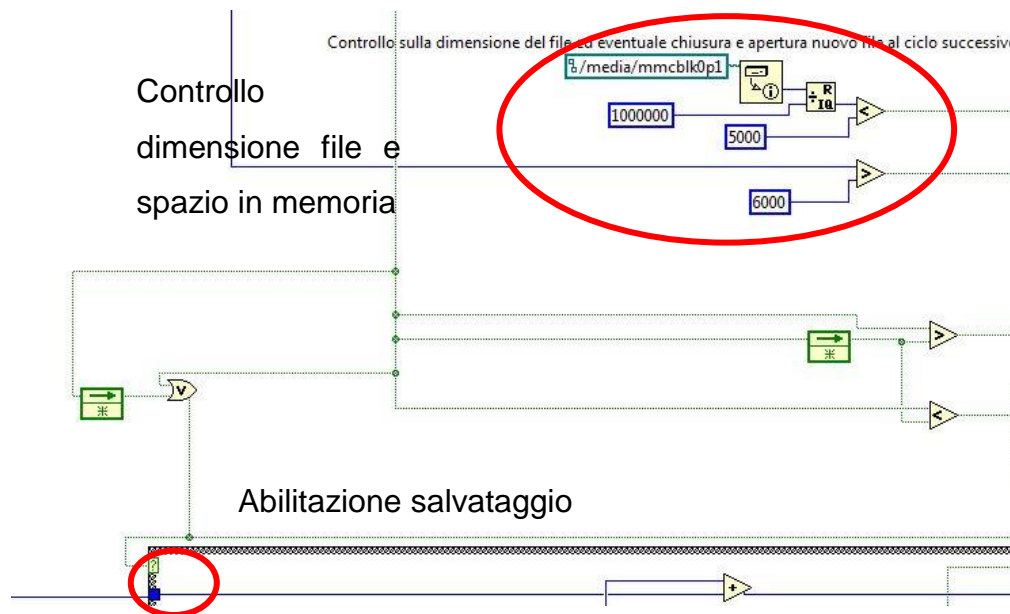 Controllo sulla dimensione del file ed eventuale chiusura e apertura nuovo file al ciclo successivo
/media/mmcblk0p1
Controllo
dimensione file e
spazio in memoria
R
IQ
1000000
<
5000
>
6000
>
V
<
Abilitazione salvataggio
?
+